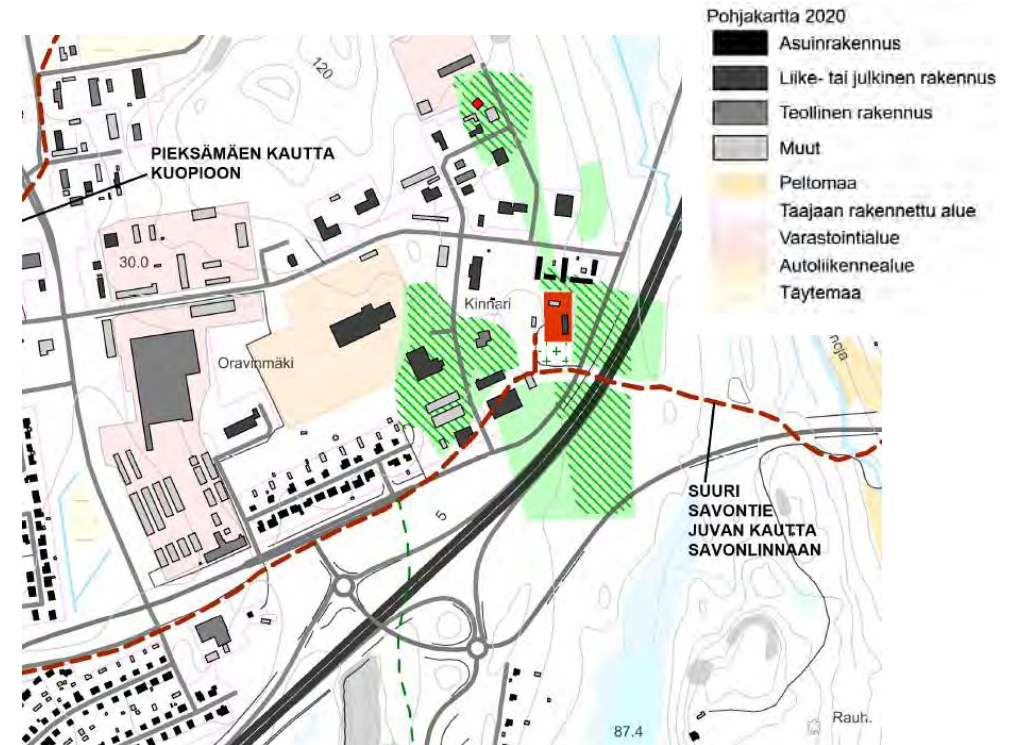 Pohjakartta 2020
Asuinrakennus
Liike- tai julkinen rakennus
Teollinen rakennus
Muut
Peltomaa
Taajaan rakennettu alue
Varastointialue
Autoliikennealue
Täytemaa
120
PIEKSÄMÄEN KAUTTA
KUOPIOON
30.0
Kinnari
Oravinmäki
5
SUURI
SAVONTIE
JUVAN KAUTTA
SAVONLINNAAN
Rauh.
87.4